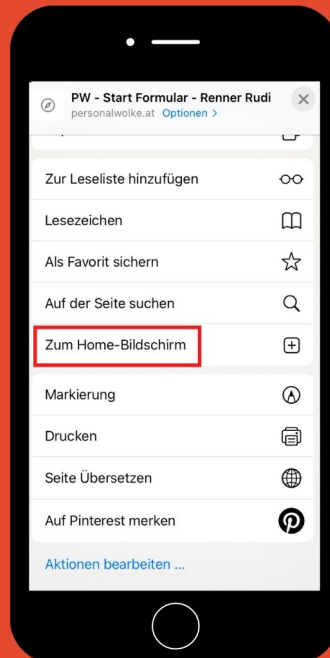 PW - Start Formular - Renner Rudi
personalwolke.at Optionen >
Zur Leseliste hinzufügen
Lesezeichen
Als Favorit sichern
Auf der Seite suchen
Zum Home-Bildschirm
Markierung
Drucken
Seite Übersetzen
Auf Pinterest merken
Aktionen bearbeiten ...